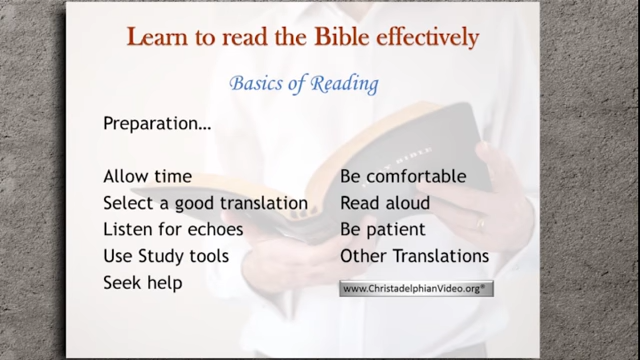 Learn to read the Bible effectively
Basics of Reading
Preparation...
Allow time
Select a good translation
Listen for echoes
Use Study tools
Seek help
Be comfortable
Read aloud
Be patient
Other Translations
www.ChristadelphianVideo.org®
BIBLE